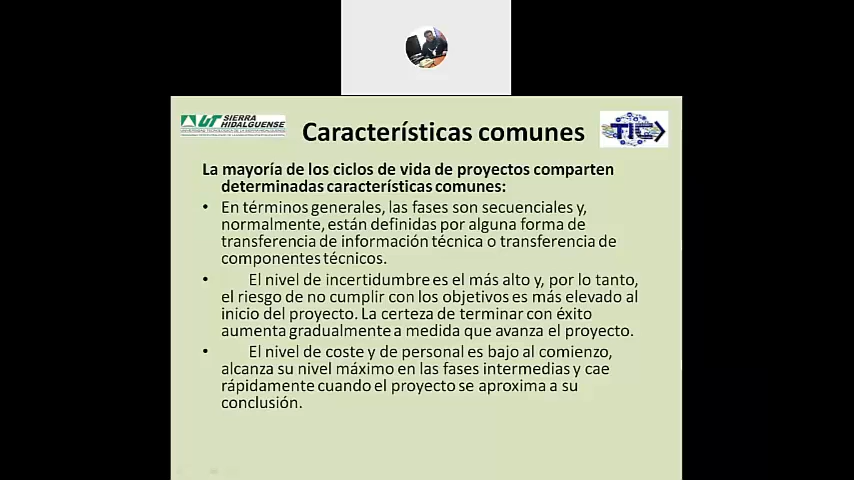 UT SIERRA HIDALGUENSE
Características comunes
TIC
La mayoría de los ciclos de vida de proyectos comparten
determinadas características comunes:
• En términos generales, las fases son secuenciales y,
normalmente, están definidas por alguna forma de
transferencia de información técnica o transferencia de
componentes técnicos.
• El nivel de incertidumbre es el más alto y, por lo tanto,
el riesgo de no cumplir con los objetivos es más elevado al
inicio del proyecto. La certeza de terminar con éxito
aumenta gradualmente a medida que avanza el proyecto.
• El nivel de coste y de personal es bajo al comienzo,
alcanza su nivel máximo en las fases intermedias y cae
rápidamente cuando el proyecto se aproxima a su
conclusión.